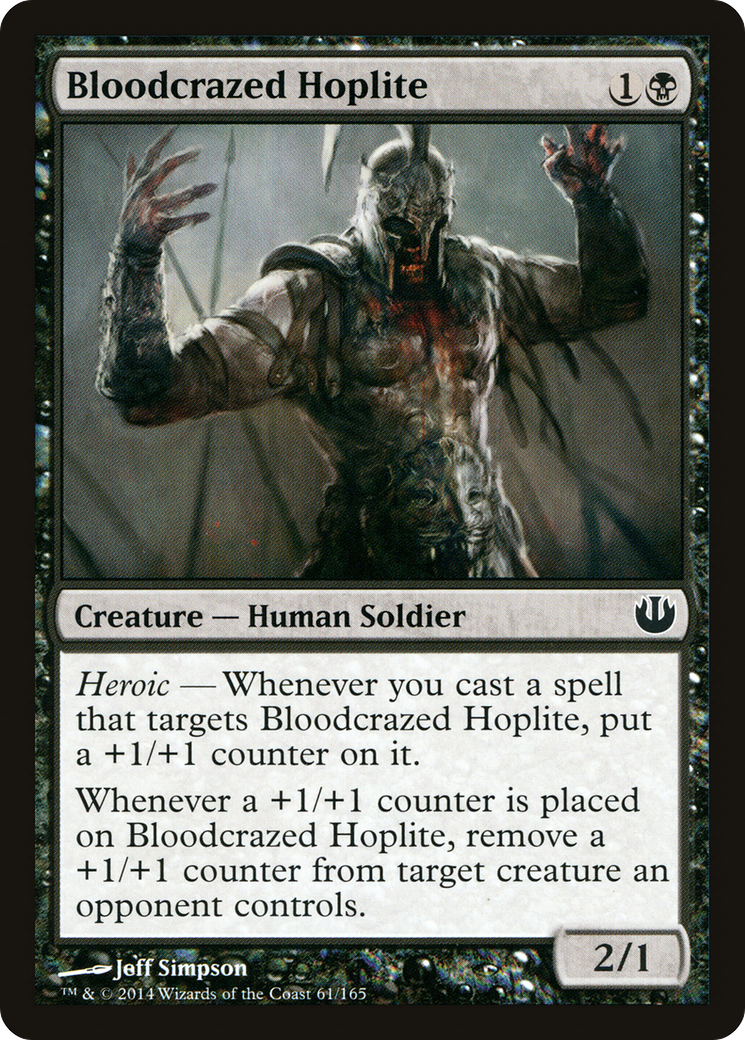 Bloodcrazed Hoplite 1
Creature — Human Soldier
Heroic — Whenever you cast a spell
that targets Bloodcrazed Hoplite, put
a +1/+1 counter on it.
Whenever a +1/+1 counter is placed
on Bloodcrazed Hoplite, remove a
+1/+1 counter from target creature an
opponent controls.
2/1
Jeff Simpson
™ & © 2014 Wizards of the Coast 61/165